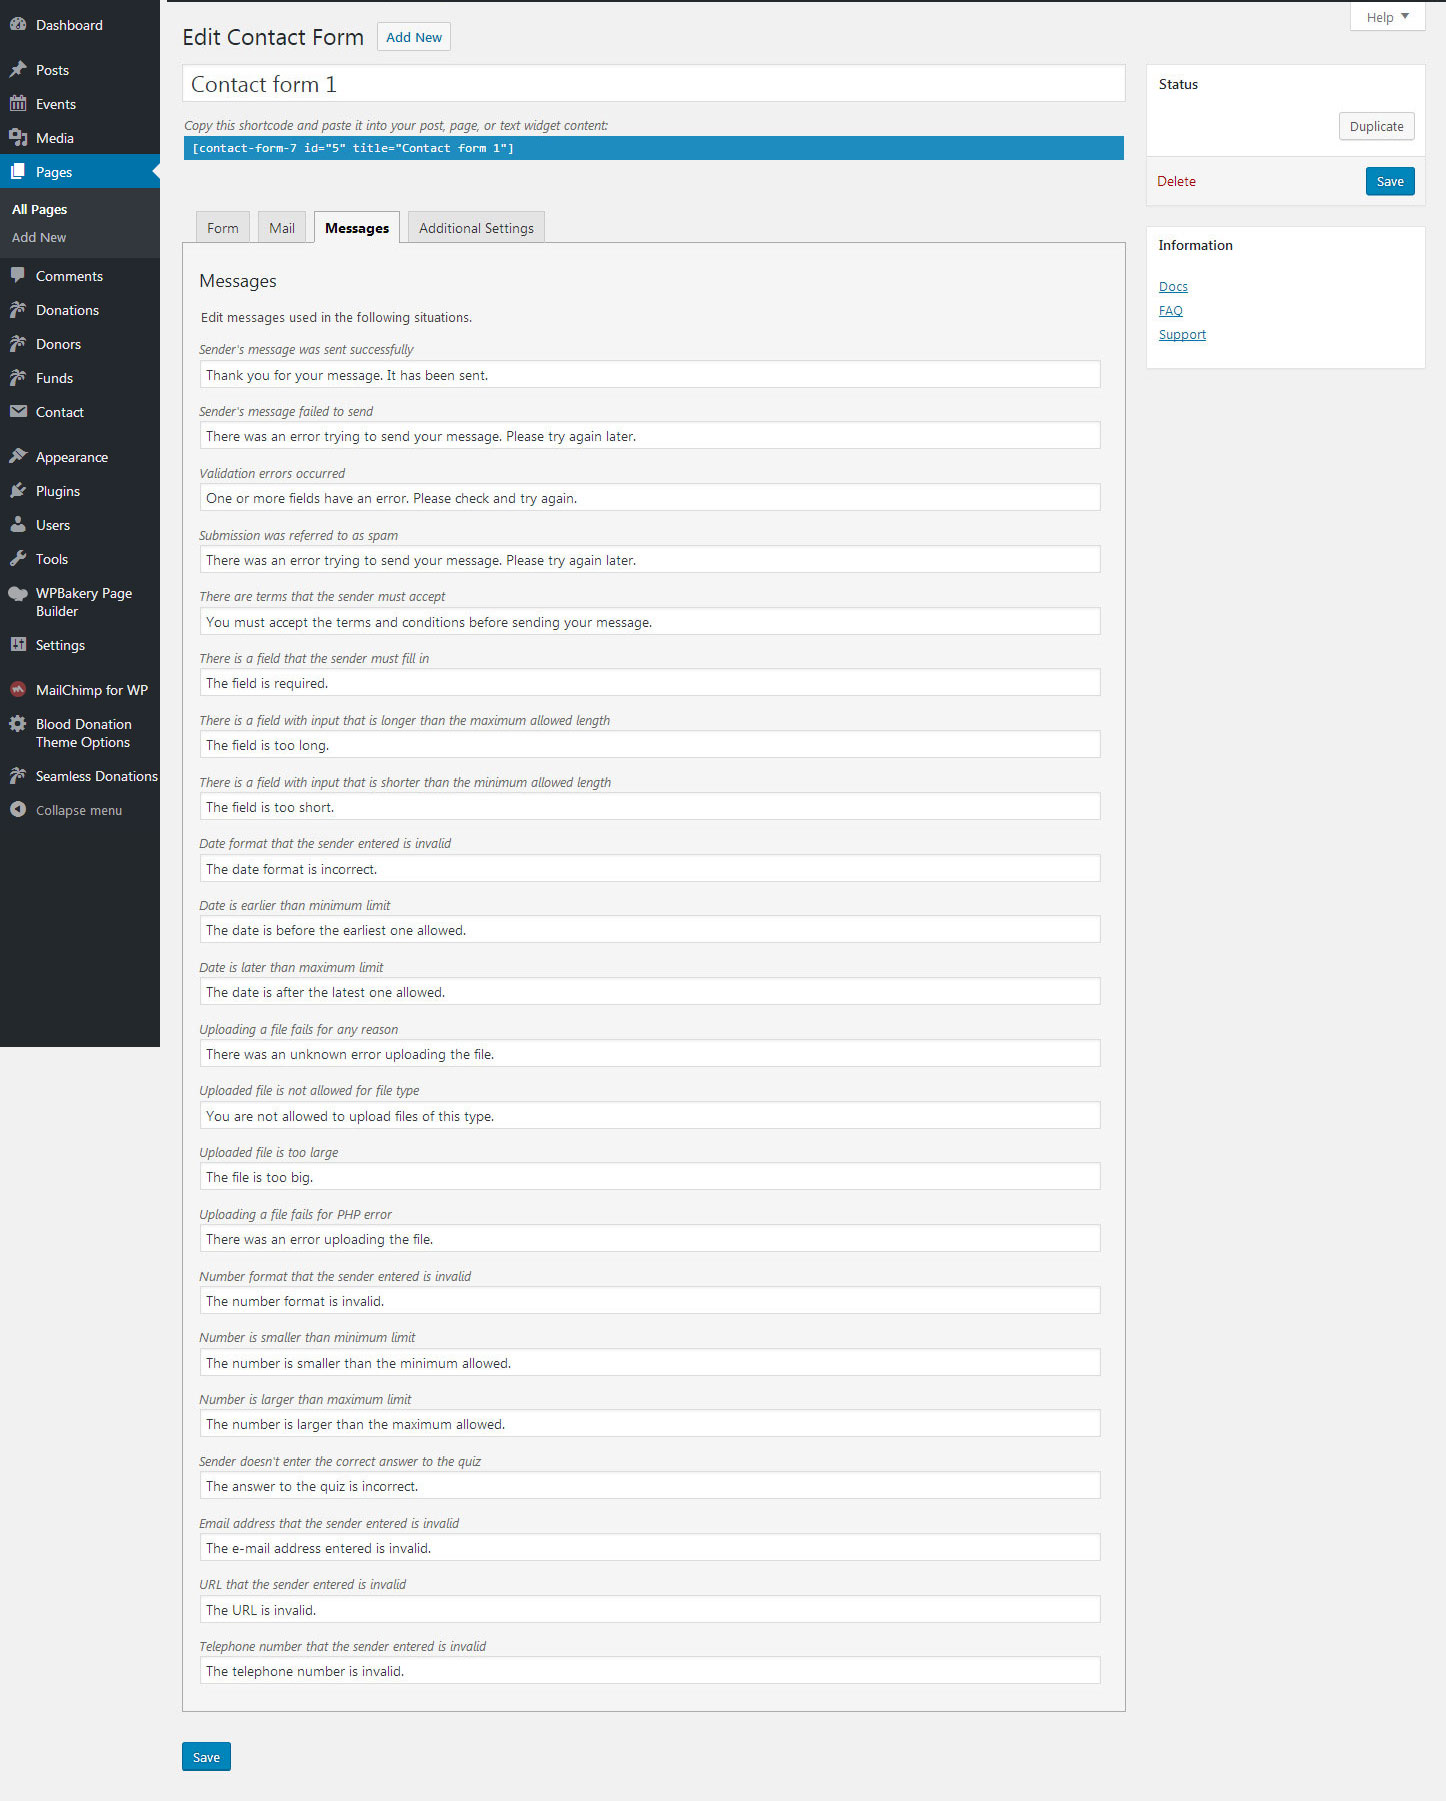 Dashboard
Posts
Events
Media
Pages
All Pages
Add New
Comments
Donations
Donors
Funds
Contact
Appearance
Plugins
Users
Tools
WPBakery Page
Builder
Settings
MailChimp for WP
Blood Donation
Theme Options
Seamless Donations
Collapse menu
Help
Edit Contact Form Add New
Contact form 1
Copy this shortcode and paste it into your post, page, or text widget content:
[contact-form-7 id="5" title="Contact form 1"]
Form Mail Messages Additional Settings
Messages
Edit messages used in the following situations.
Sender's message was sent successfully
Thank you for your message. It has been sent.
Sender's message failed to send
There was an error trying to send your message. Please try again later.
Validation errors occurred
One or more fields have an error. Please check and try again.
Submission was referred to as spam
There was an error trying to send your message. Please try again later.
There are terms that the sender must accept
You must accept the terms and conditions before sending your message.
There is a field that the sender must fill in
The field is required.
There is a field with input that is longer than the maximum allowed length
The field is too long.
There is a field with input that is shorter than the minimum allowed length
The field is too short.
Date format that the sender entered is invalid
The date format is incorrect.
Date is earlier than minimum limit
The date is before the earliest one allowed.
Date is later than maximum limit
The date is after the latest one allowed.
Uploading a file fails for any reason
There was an unknown error uploading the file.
Uploaded file is not allowed for file type
You are not allowed to upload files of this type.
Uploaded file is too large
The file is too big.
Uploading a file fails for PHP error
There was an error uploading the file.
Number format that the sender entered is invalid
The number format is invalid.
Number is smaller than minimum limit
The number is smaller than the minimum allowed.
Number is larger than maximum limit
The number is larger than the maximum allowed.
Sender doesn't enter the correct answer to the quiz
The answer to the quiz is incorrect.
Email address that the sender entered is invalid
The e-mail address entered is invalid.
URL that the sender entered is invalid
The URL is invalid.
Telephone number that the sender entered is invalid
The telephone number is invalid.
Save
Status
Duplicate
Delete Save
Information
Docs
FAQ
Support